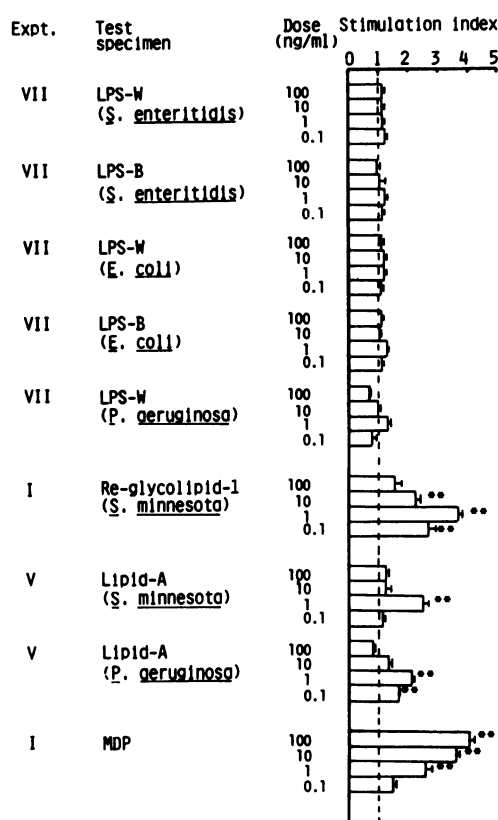 Expt. Test specimen Dose (ng/ml) Stimulation index
0 1 2 3 4 5
VII LPS-W 100
(S. enteritidis) 10
1
0.1
VII LPS-B 100
(S. enteritidis) 10
1
0.1
VII LPS-W 100
(E. coli) 10
1
0.1
VII LPS-B 100
(E. coli) 10
1
0.1
VII LPS-W 100
(P. aeruginosa) 10
1
0.1
I Re-glycolipid-1 100
(S. minnesota) 10 **
1 **
0.1 **
V Lipid-A 100
(S. minnesota) 10
1 **
0.1
V Lipid-A 100
(P. aeruginosa) 10
1 **
0.1 **
I MDP 100 **
10 **
1 **
0.1